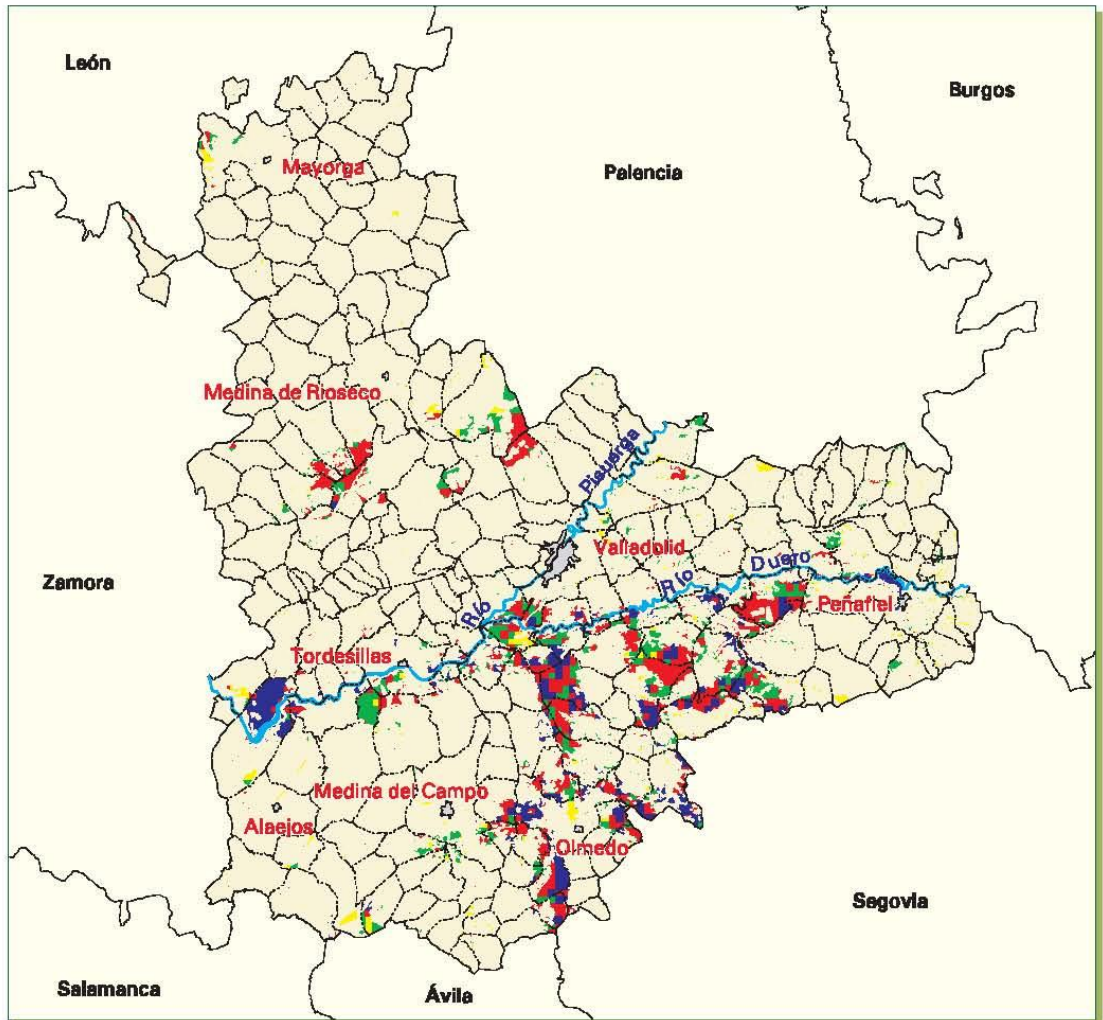 León
Burgos
Mayorga
Palencia
Medina de Rioseco
Pisuerga
Valladolid
Zamora
Duero
Río
Río
Peñafiel
Tordesillas
Medina del Campo
Alaejos
Olmedo
Segovia
Salamanca
Ávila